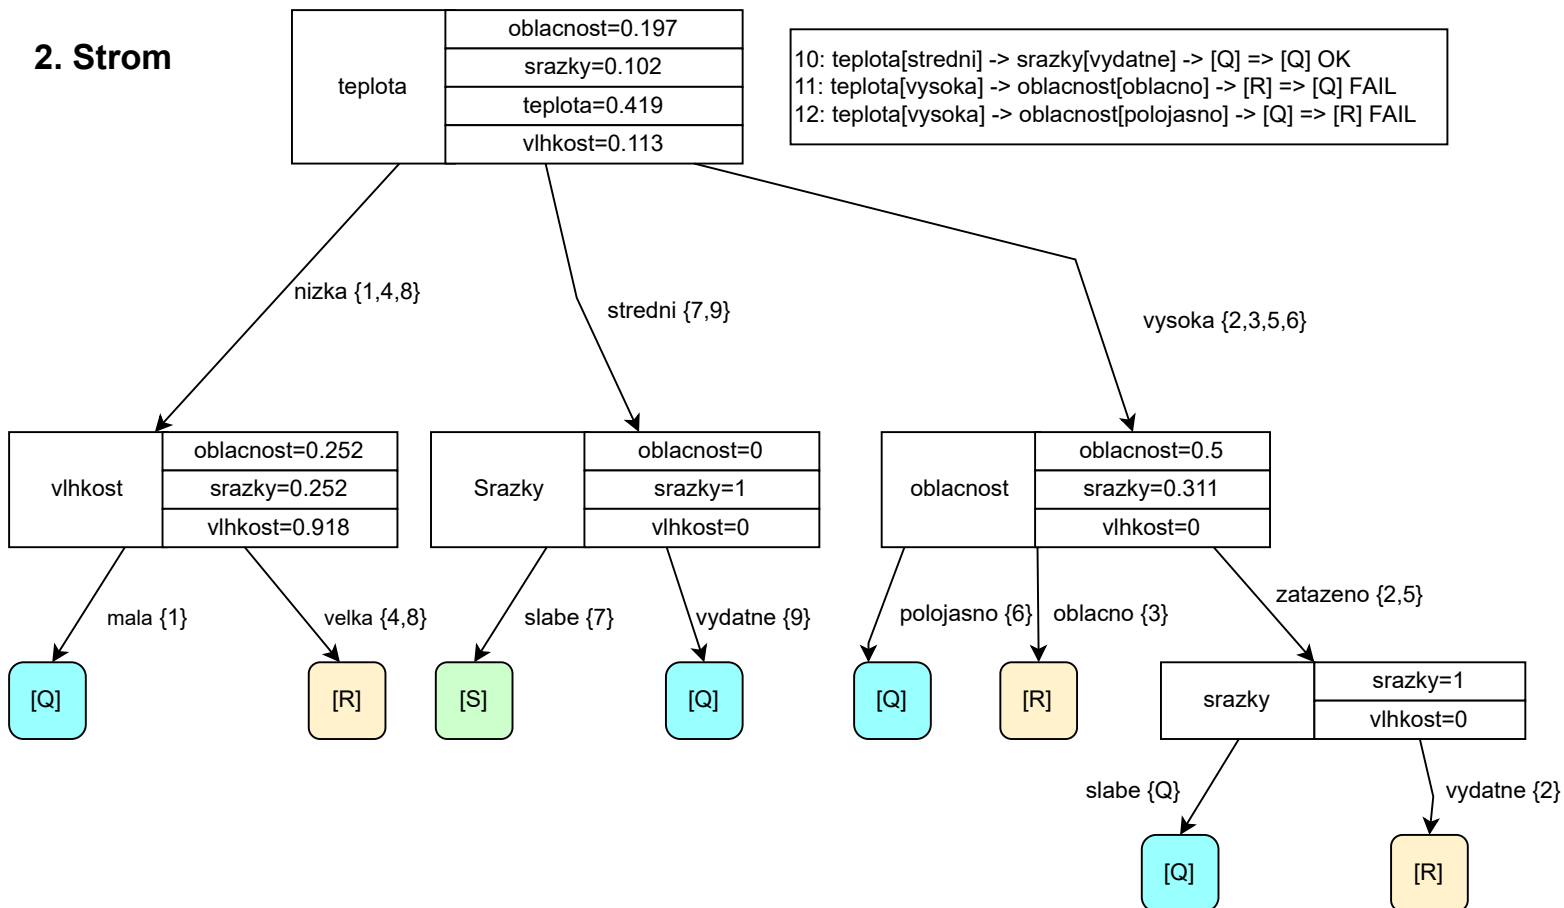 2. Strom
teplota
oblacnost=0.197
srazky=0.102
teplota=0.419
vlhkost=0.113
10: teplota[stredni] -> srazky[vydatne] -> [Q] => [Q] OK
11: teplota[vysoka] -> oblacnost[oblacno] -> [R] => [Q] FAIL
12: teplota[vysoka] -> oblacnost[polojasno] -> [Q] => [R] FAIL
nizka {1,4,8}
stredni {7,9}
vysoka {2,3,5,6}
vlhkost
oblacnost=0.252
srazky=0.252
vlhkost=0.918
Srazky
oblacnost=0
srazky=1
vlhkost=0
oblacnost
oblacnost=0.5
srazky=0.311
vlhkost=0
mala {1}
velka {4,8}
slabe {7}
vydatne {9}
polojasno {6}
oblacno {3}
zatazeno {2,5}
[Q]
[R]
[S]
[Q]
[Q]
[R]
srazky
srazky=1
vlhkost=0
slabe {Q}
vydatne {2}
[Q]
[R]